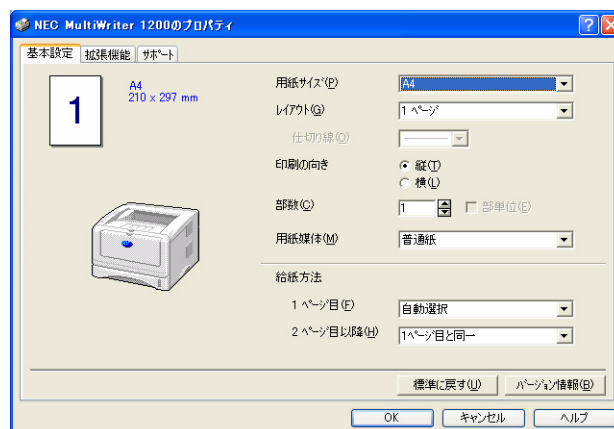 NEC MultiWriter 1200のプロパティ
基本設定 拡張機能 サポート
1
A4
210 x 297 mm
用紙サイズ(P) A4
レイアウト(G) 1 ページ
仕切り線(O)
印刷の向き 縦(T)
横(L)
部数(C) 1 部単位(E)
用紙媒体(M) 普通紙
給紙方法
1 ページ目(F) 自動選択
2 ページ目以降(H) 1ページ目と同一
標準に戻す(U) バージョン情報(B)
OK キャンセル ヘルプ